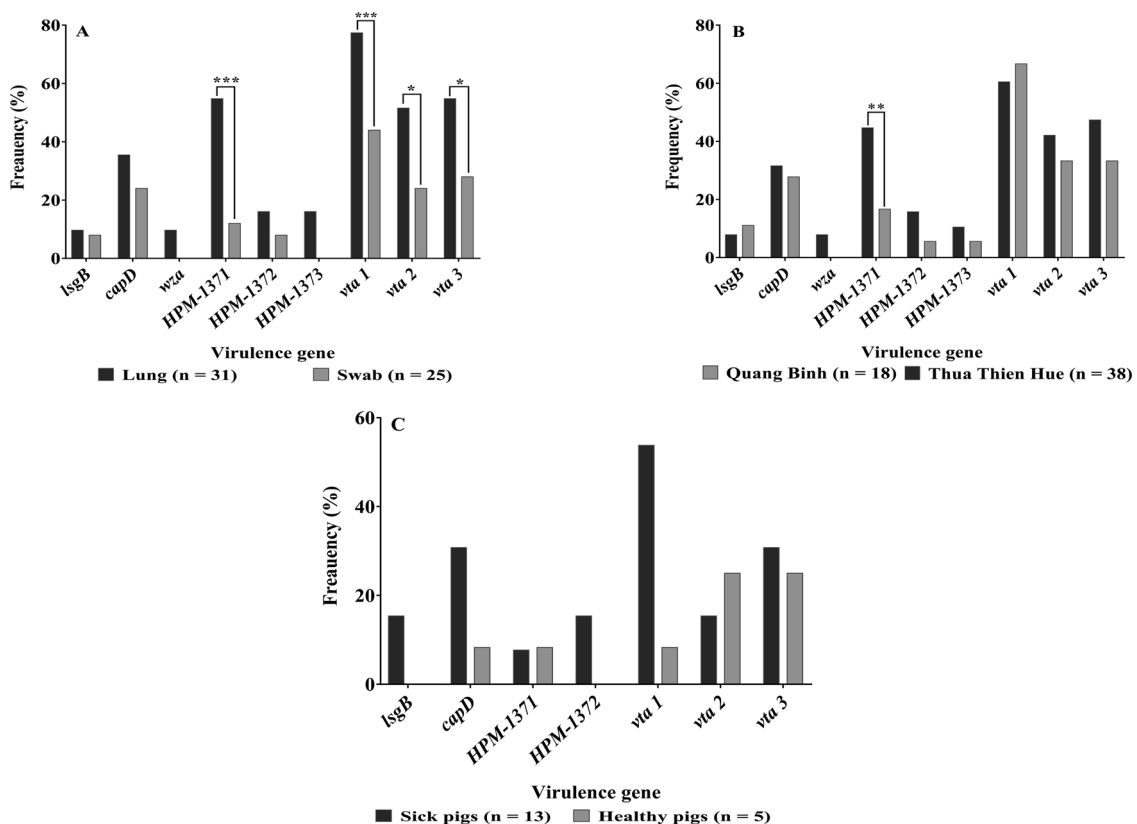 A
Freauency (%)
80
60
40
20
0
***
***
*
*
lsgB
capD
wza
HPM-1371
HPM-1372
HPM-1373
vta 1
vta 2
vta 3
Virulence gene
Lung (n = 31) Swab (n = 25)
B
Frequency (%)
80
60
40
20
0
**
lsgB
capD
wza
HPM-1371
HPM-1372
HPM-1373
vta 1
vta 2
vta 3
Virulence gene
Quang Binh (n = 18) Thua Thien Hue (n = 38)
C
Freauency (%)
60
40
20
0
lsgB
capD
HPM-1371
HPM-1372
vta 1
vta 2
vta 3
Virulence gene
Sick pigs (n = 13) Healthy pigs (n = 5)